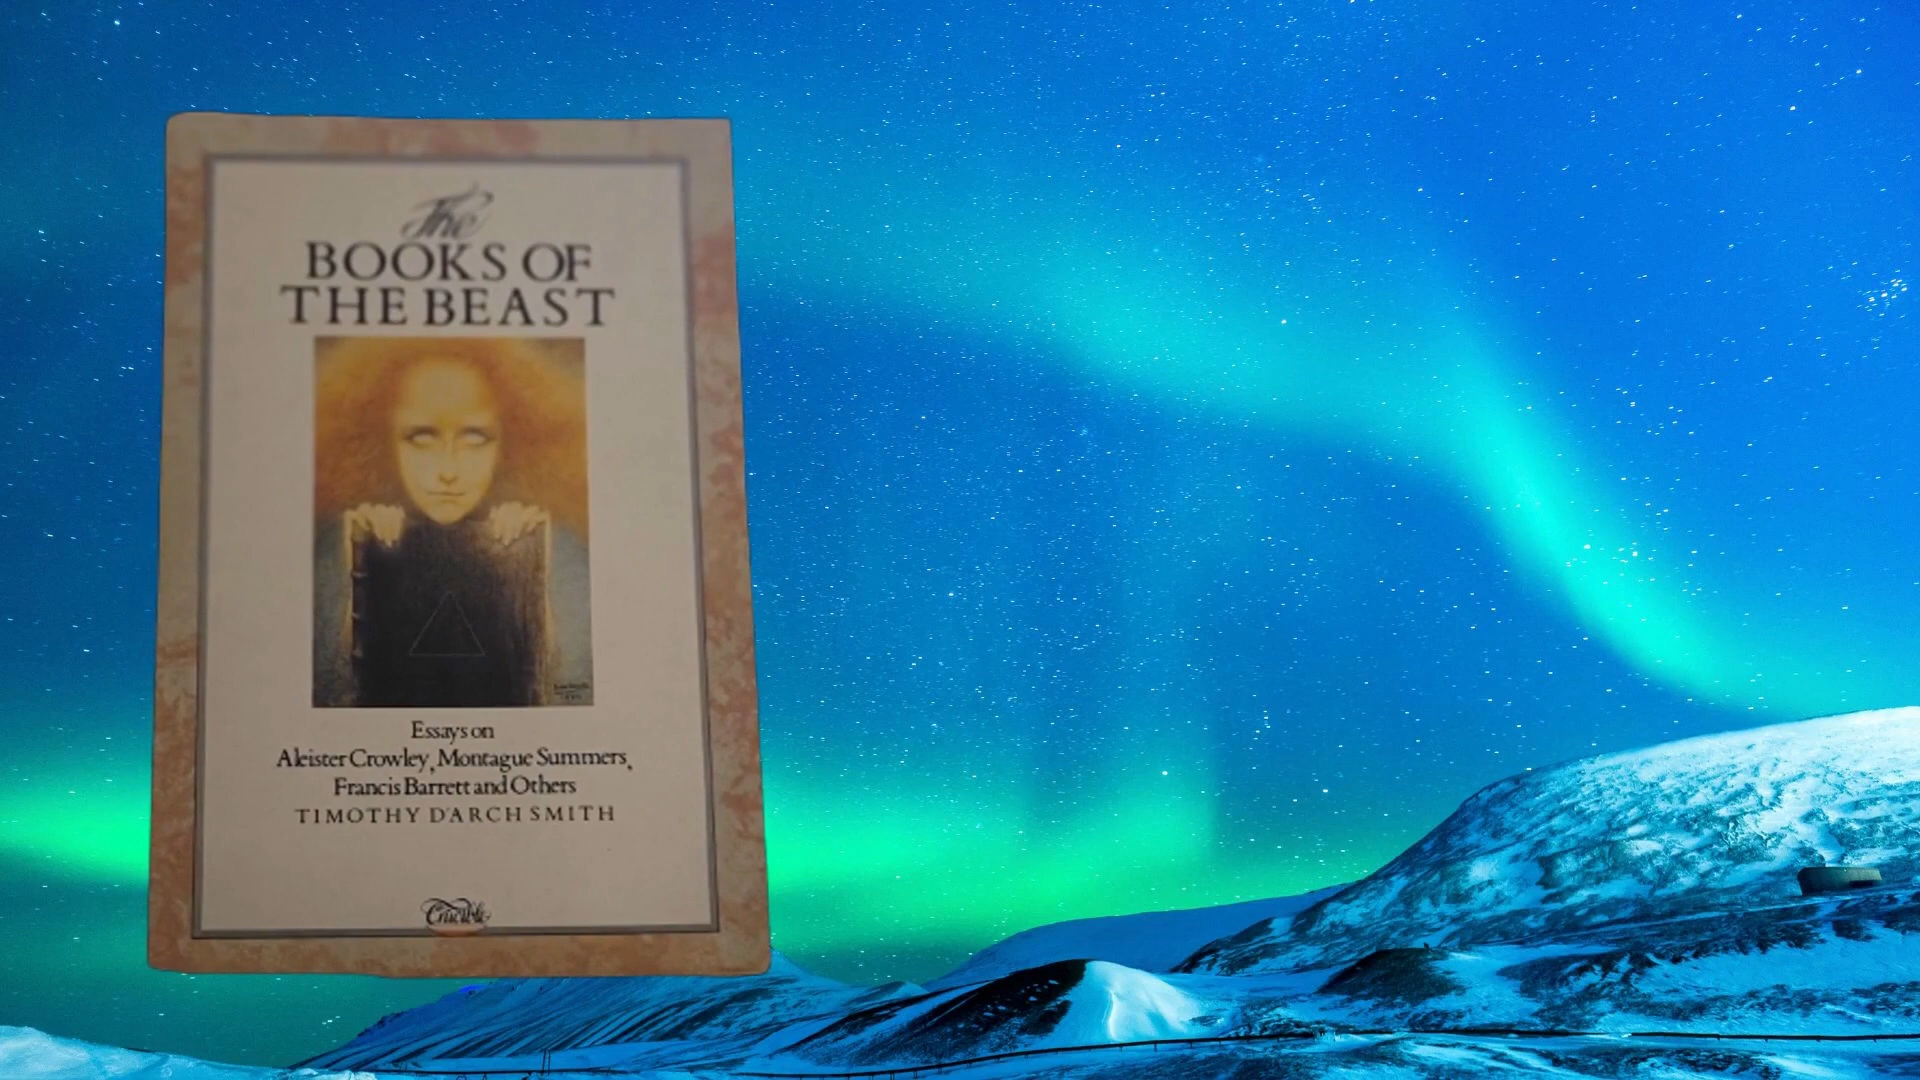 The
BOOKS OF
THE BEAST
Essays on
Aleister Crowley, Montague Summers,
Francis Barrett and Others
TIMOTHY D'ARCH SMITH
Crucible